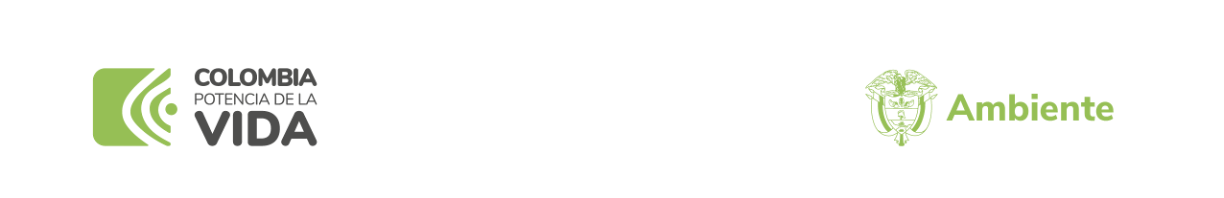 COLOMBIA
POTENCIA DE LA
VIDA
Ambiente